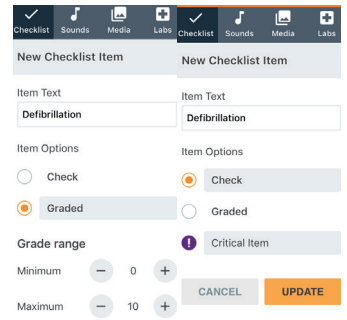 Checklist Sounds Media Labs
New Checklist Item
Item Text
Defibrillation
Item Options
Check
Graded
Grade range
Minimum 0
Maximum 10
Checklist Sounds Media Labs
New Checklist Item
Item Text
Defibrillation
Item Options
Check
Graded
Critical Item
CANCEL UPDATE